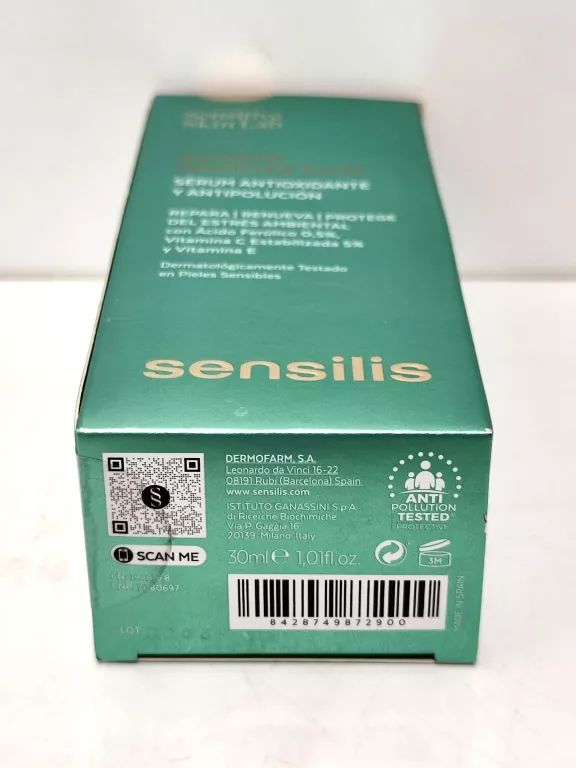 Sensitive
Skin Lab
SÉRUM ANTIOXIDANTE
Y ANTIPOLUCIÓN
REPARA | RENUEVA | PROTEGE
DEL ESTRÉS AMBIENTAL
con Ácido Ferúlico 0,5%,
Vitamina C Estabilizada 5%
y Vitamina E
Dermatológicamente Testado
en Pieles Sensibles
sensilis
SCAN ME
DERMOFARM, S.A.
Leonardo da Vinci 16-22
08191 Rubí (Barcelona) Spain
www.sensilis.com
ISTITUTO GANASSINI S.p.A.
di Ricerche Biochimiche
Via P. Gaggia 16
20139, Milano, Italy
30ml e 1,01fl.oz.
ANTI
POLLUTION
TESTED
PROTECTIVE
3M
MADE IN SPAIN
8428749872900
LOT